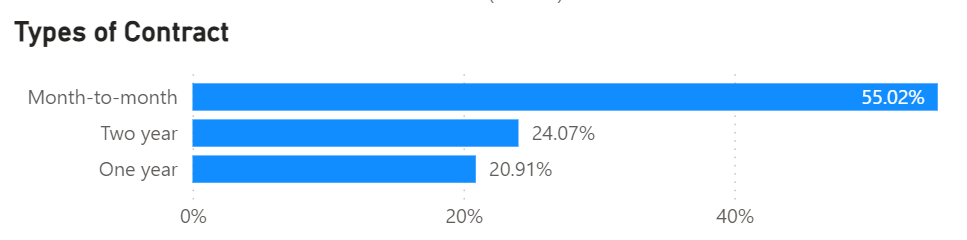 Types of Contract
Month-to-month 55.02%
Two year 24.07%
One year 20.91%
0% 20% 40%